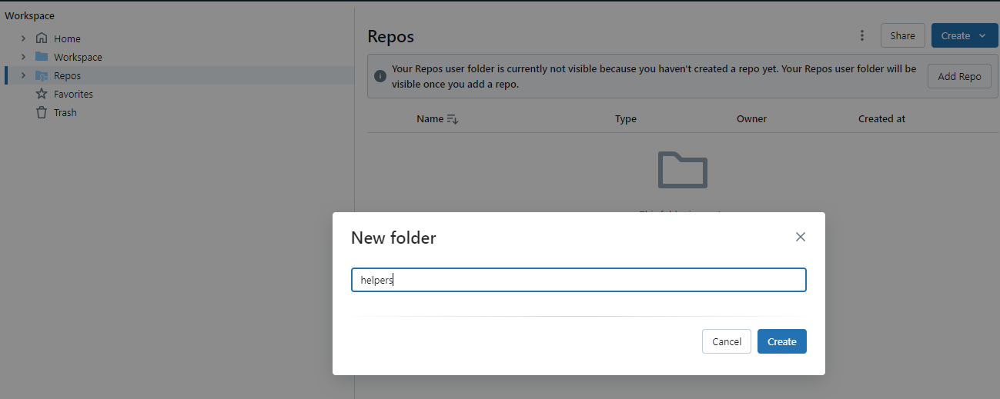 Workspace
Home
Workspace
Repos
Favorites
Trash
Repos
Share
Create
Your Repos user folder is currently not visible because you haven't created a repo yet. Your Repos user folder will be
visible once you add a repo.
Add Repo
Name
Type
Owner
Created at
New folder
helpers
Cancel
Create